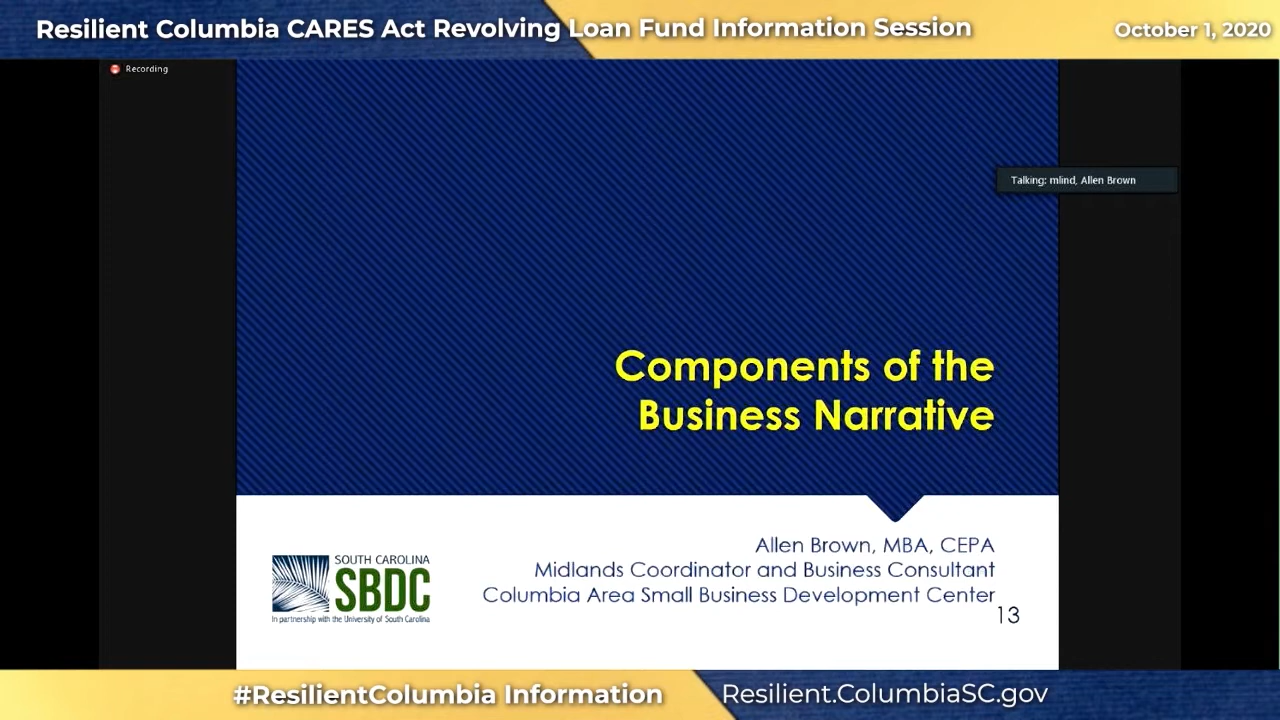 Resilient Columbia CARES Act Revolving Loan Fund Information Session
October 1, 2020
Recording
Talking: mlind, Allen Brown
Components of the
Business Narrative
Allen Brown, MBA, CEPA
Midlands Coordinator and Business Consultant
Columbia Area Small Business Development Center
13
SOUTH CAROLINA
SBDC
In partnership with the University of South Carolina
#ResilientColumbia Information
Resilient.ColumbiaSC.gov